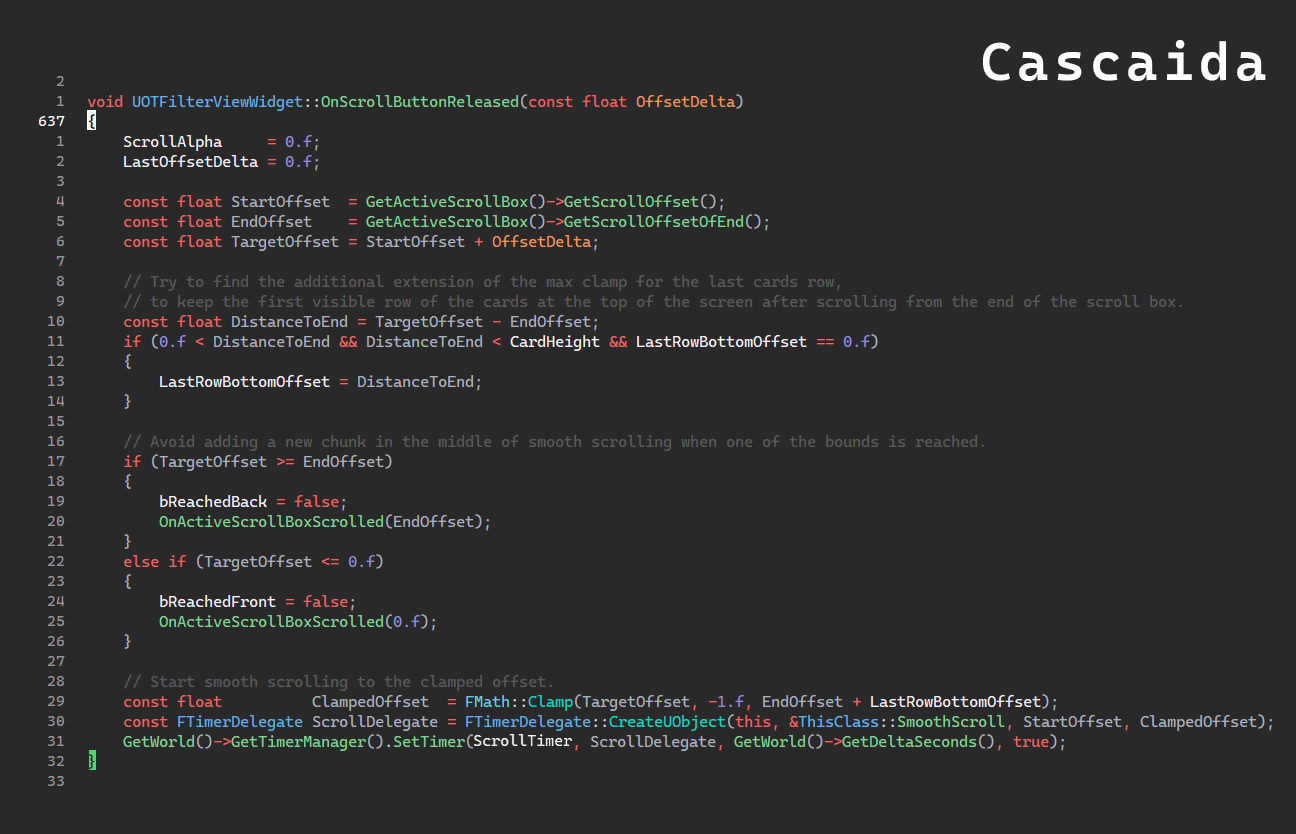 Cascaida
2
1 void UOTFilterViewWidget::OnScrollButtonReleased(const float OffsetDelta)
637 {
1     ScrollAlpha     = 0.f;
2     LastOffsetDelta = 0.f;
3
4     const float StartOffset  = GetActiveScrollBox()->GetScrollOffset();
5     const float EndOffset    = GetActiveScrollBox()->GetScrollOffsetOfEnd();
6     const float TargetOffset = StartOffset + OffsetDelta;
7
8     // Try to find the additional extension of the max clamp for the last cards row,
9     // to keep the first visible row of the cards at the top of the screen after scrolling from the end of the scroll box.
10     const float DistanceToEnd = TargetOffset - EndOffset;
11     if (0.f < DistanceToEnd && DistanceToEnd < CardHeight && LastRowBottomOffset == 0.f)
12     {
13         LastRowBottomOffset = DistanceToEnd;
14     }
15
16     // Avoid adding a new chunk in the middle of smooth scrolling when one of the bounds is reached.
17     if (TargetOffset >= EndOffset)
18     {
19         bReachedBack = false;
20         OnActiveScrollBoxScrolled(EndOffset);
21     }
22     else if (TargetOffset <= 0.f)
23     {
24         bReachedFront = false;
25         OnActiveScrollBoxScrolled(0.f);
26     }
27
28     // Start smooth scrolling to the clamped offset.
29     const float          ClampedOffset  = FMath::Clamp(TargetOffset, -1.f, EndOffset + LastRowBottomOffset);
30     const FTimerDelegate ScrollDelegate = FTimerDelegate::CreateUObject(this, &ThisClass::SmoothScroll, StartOffset, ClampedOffset);
31     GetWorld()->GetTimerManager().SetTimer(ScrollTimer, ScrollDelegate, GetWorld()->GetDeltaSeconds(), true);
32 }
33